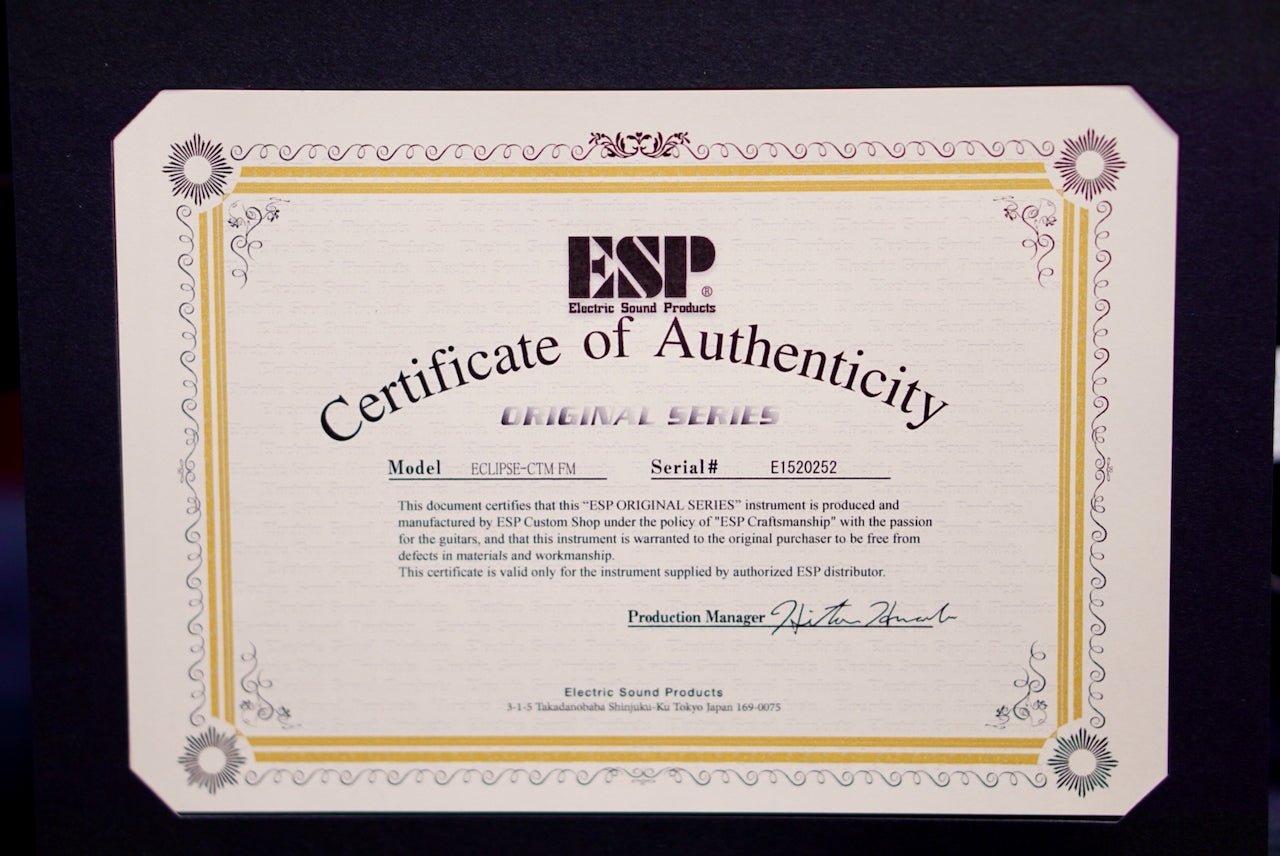 ESP®
Electric Sound Products
Certificate of Authenticity
ORIGINAL SERIES
Model ECLIPSE-CTM FM Serial# E1520252
This document certifies that this “ESP ORIGINAL SERIES” instrument is produced and
manufactured by ESP Custom Shop under the policy of "ESP Craftsmanship" with the passion
for the guitars, and that this instrument is warranted to the original purchaser to be free from
defects in materials and workmanship.
This certificate is valid only for the instrument supplied by authorized ESP distributor.
Production Manager
Electric Sound Products
3-1-5 Takadanobaba Shinjuku-Ku Tokyo Japan 169-0075